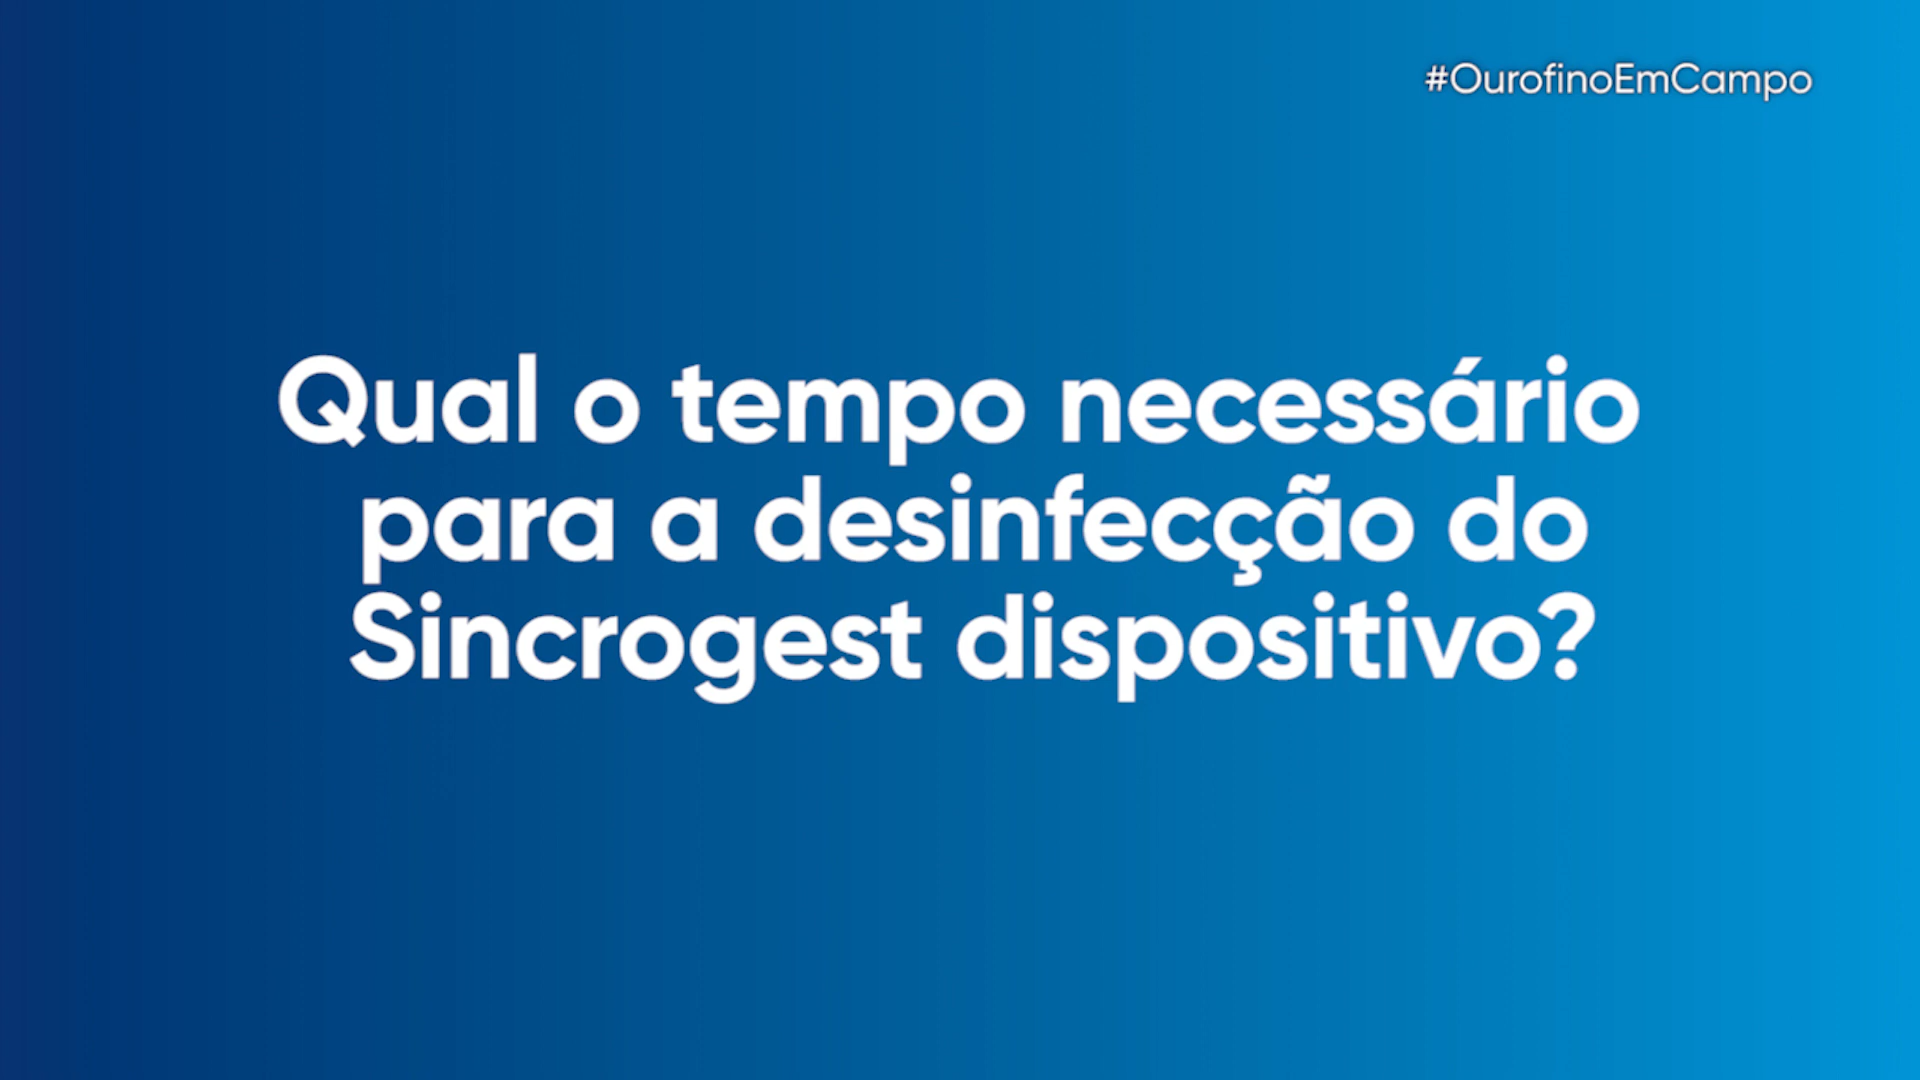 #OurofinoEmCampo
Qual o tempo necessário
para a desinfecção do
Sincrogest dispositivo?